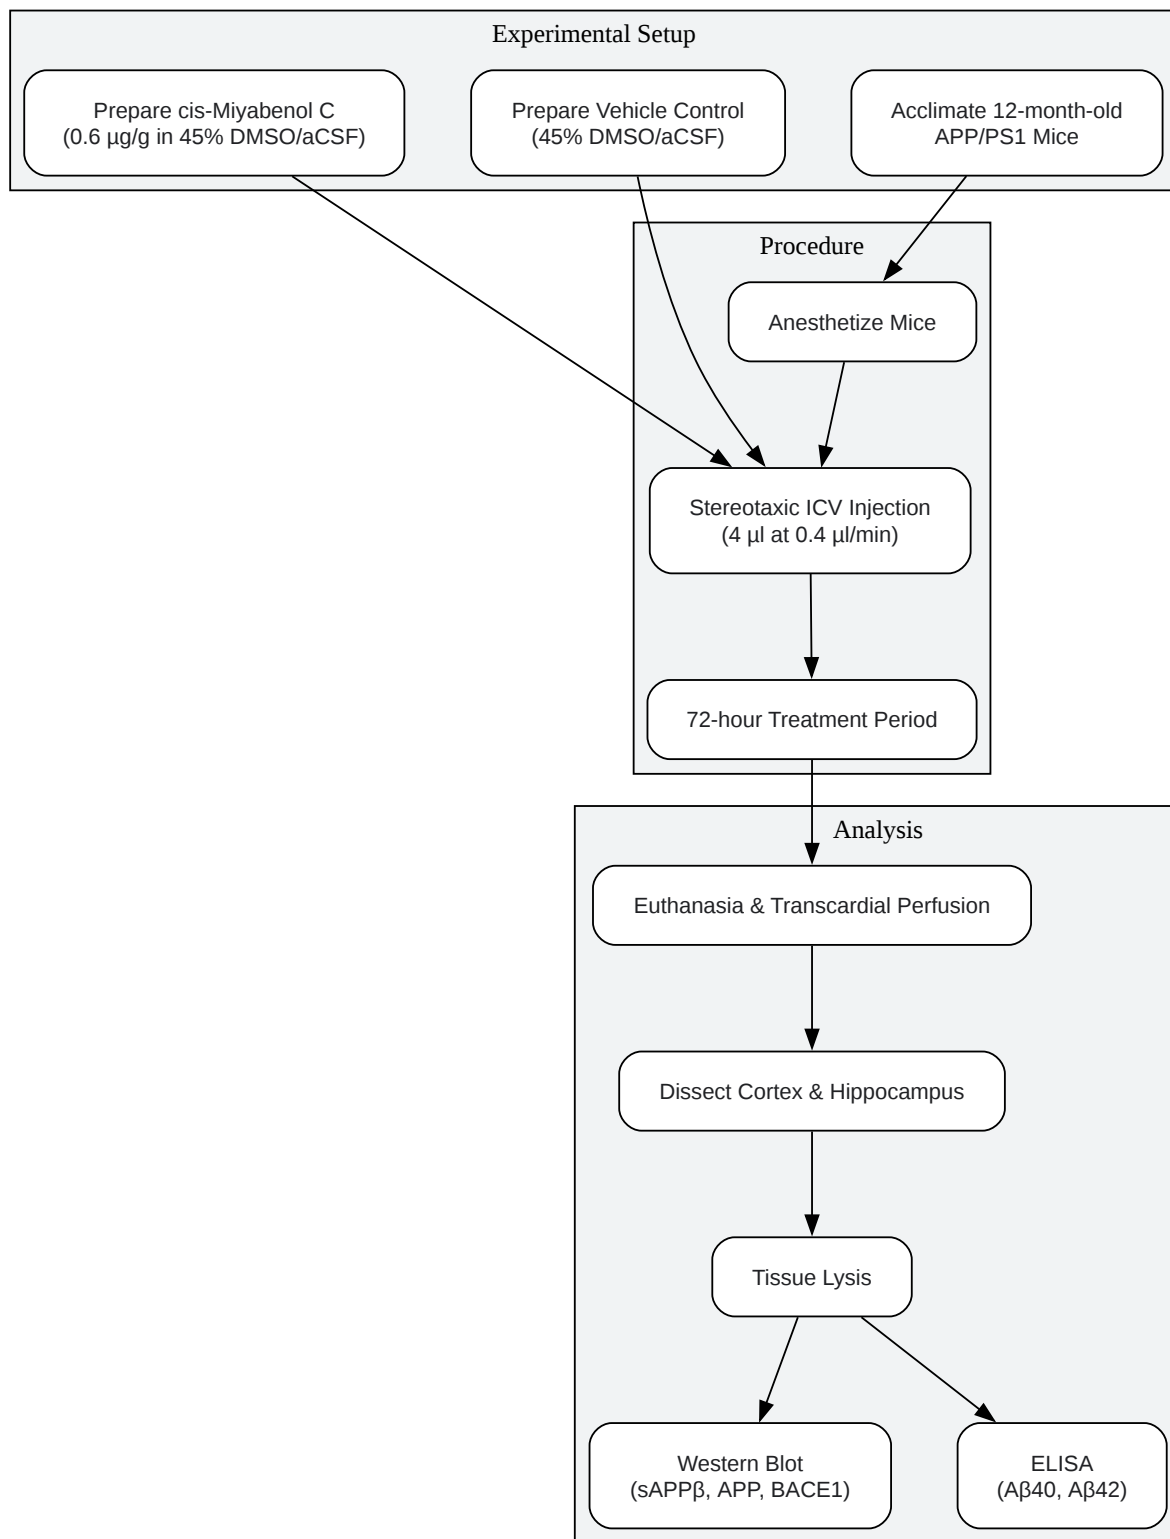 Experimental Setup
Prepare cis-Miyabenol C
(0.6 µg/g in 45% DMSO/aCSF)
Prepare Vehicle Control
(45% DMSO/aCSF)
Acclimate 12-month-old
APP/PS1 Mice
Procedure
Anesthetize Mice
Stereotaxic ICV Injection
(4 µl at 0.4 µl/min)
72-hour Treatment Period
Analysis
Euthanasia & Transcardial Perfusion
Dissect Cortex & Hippocampus
Tissue Lysis
Western Blot
(sAPPβ, APP, BACE1)
ELISA
(Aβ40, Aβ42)